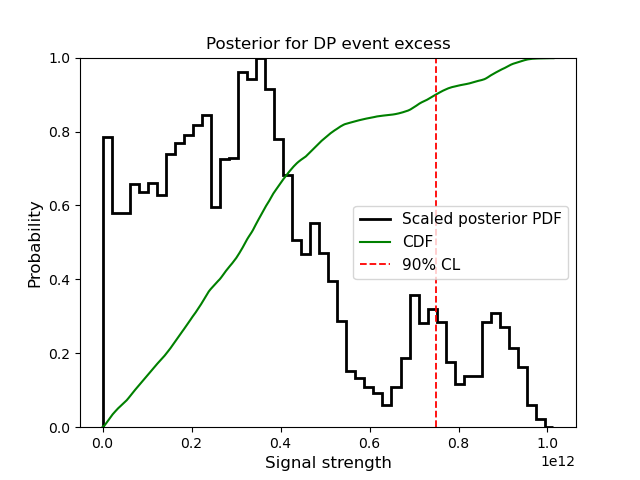 Posterior for DP event excess
Probability
1.0
0.8
0.6
0.4
0.2
0.0
Scaled posterior PDF
CDF
90% CL
0.0 0.2 0.4 0.6 0.8 1.0
1e12
Signal strength